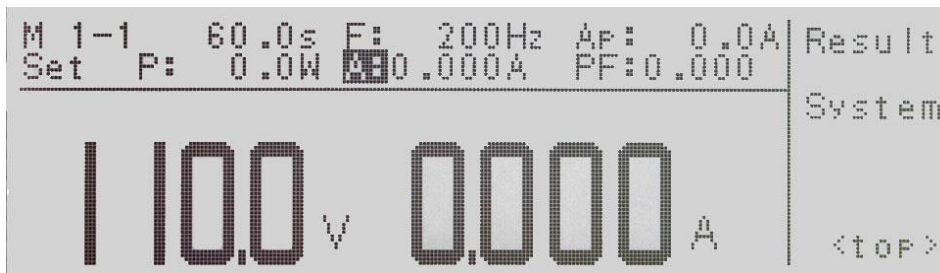 M 1-1 60.0s F: 200Hz Ap: 0.0A
Set P: 0.0W A:0.000A PF:0.000
110.0 V 0.000 A
Result
System
<top>